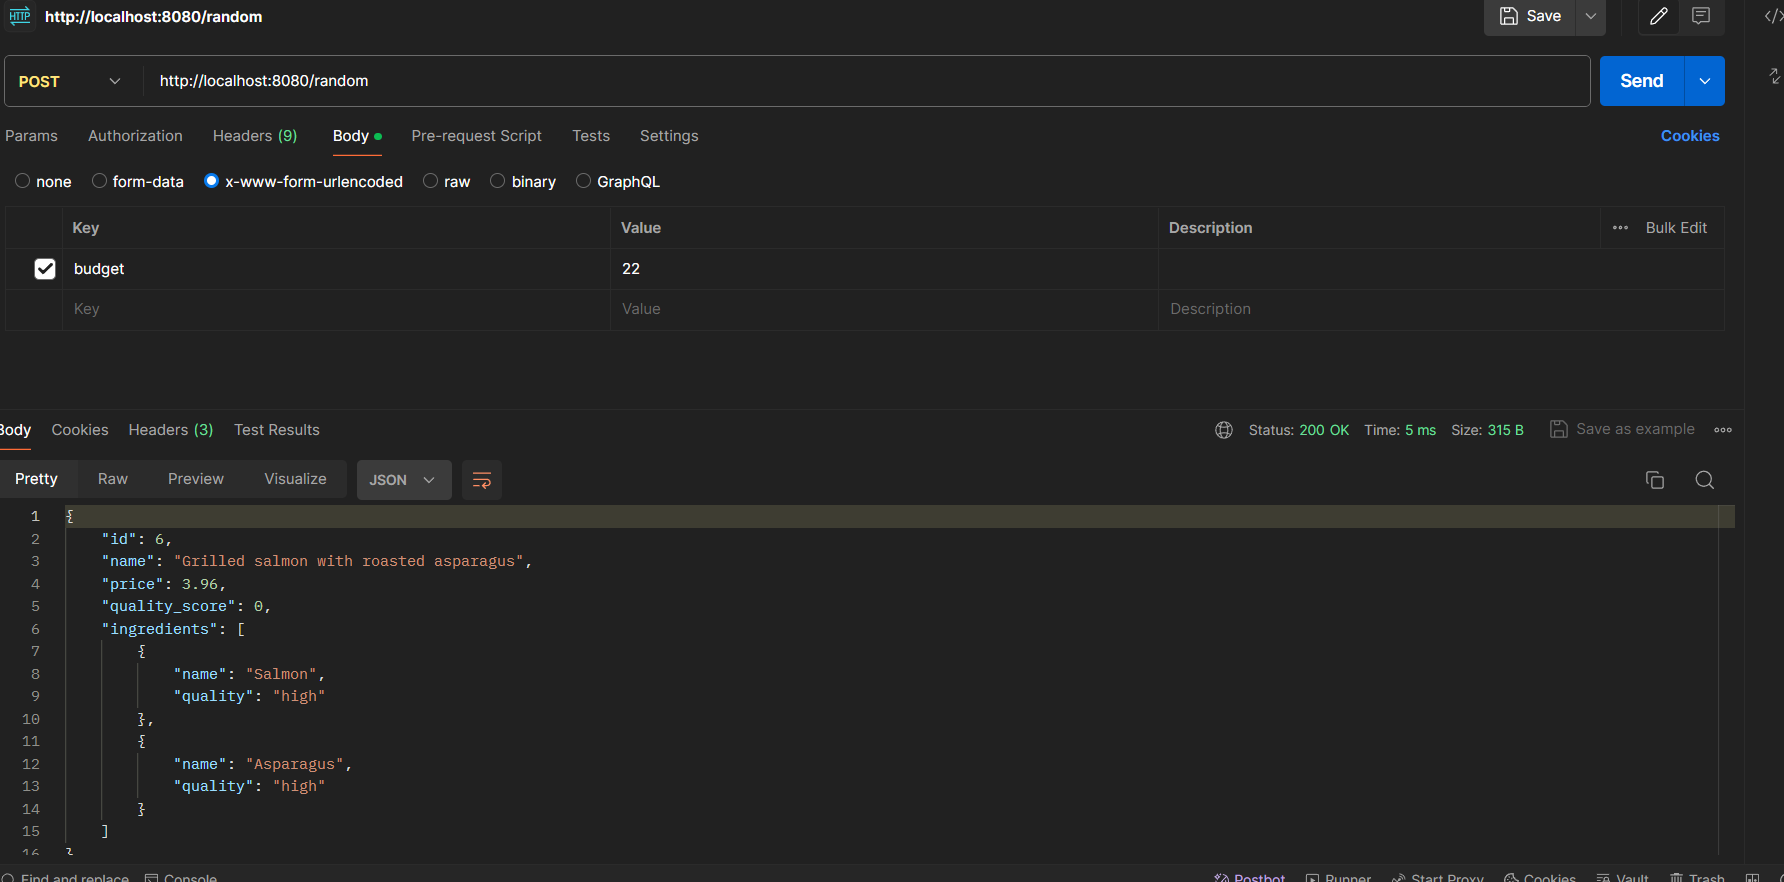 HTTP http://localhost:8080/random Save
POST http://localhost:8080/random Send
Params Authorization Headers (9) Body Pre-request Script Tests Settings Cookies
none form-data x-www-form-urlencoded raw binary GraphQL
Key Value Description ••• Bulk Edit
budget 22
Key Value Description
Body Cookies Headers (3) Test Results Status: 200 OK Time: 5 ms Size: 315 B Save as example •••
Pretty Raw Preview Visualize JSON
1 {
2 "id": 6,
3 "name": "Grilled salmon with roasted asparagus",
4 "price": 3.96,
5 "quality_score": 0,
6 "ingredients": [
7 {
8 "name": "Salmon",
9 "quality": "high"
10 },
11 {
12 "name": "Asparagus",
13 "quality": "high"
14 }
15 ]
16 }
Find and replace Console Postbot Runner Start Proxy Cookies Vault Trash